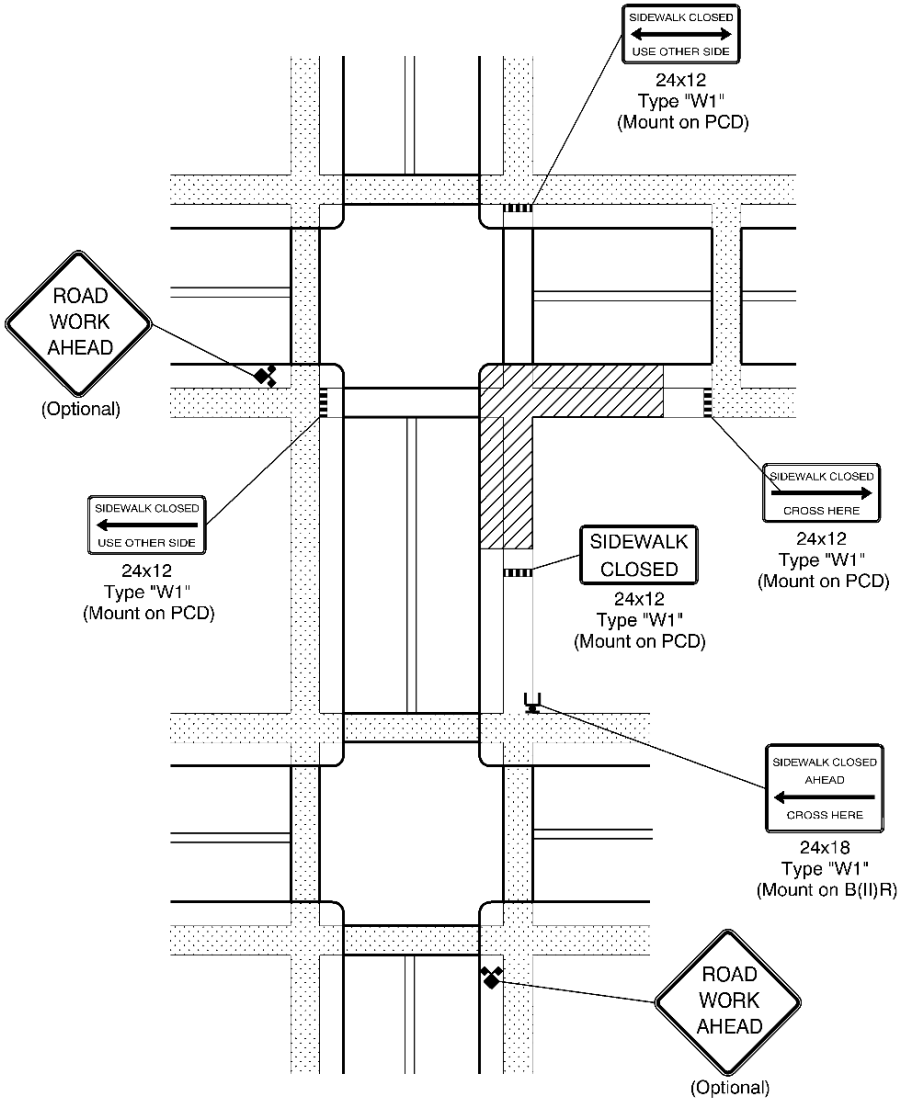 SIDEWALK CLOSED
USE OTHER SIDE
24x12
Type "W1"
(Mount on PCD)
ROAD
WORK
AHEAD
(Optional)
SIDEWALK CLOSED
USE OTHER SIDE
24x12
Type "W1"
(Mount on PCD)
SIDEWALK CLOSED
CROSS HERE
24x12
Type "W1"
(Mount on PCD)
SIDEWALK
CLOSED
24x12
Type "W1"
(Mount on PCD)
SIDEWALK CLOSED
AHEAD
CROSS HERE
24x18
Type "W1"
(Mount on B(II)R)
ROAD
WORK
AHEAD
(Optional)